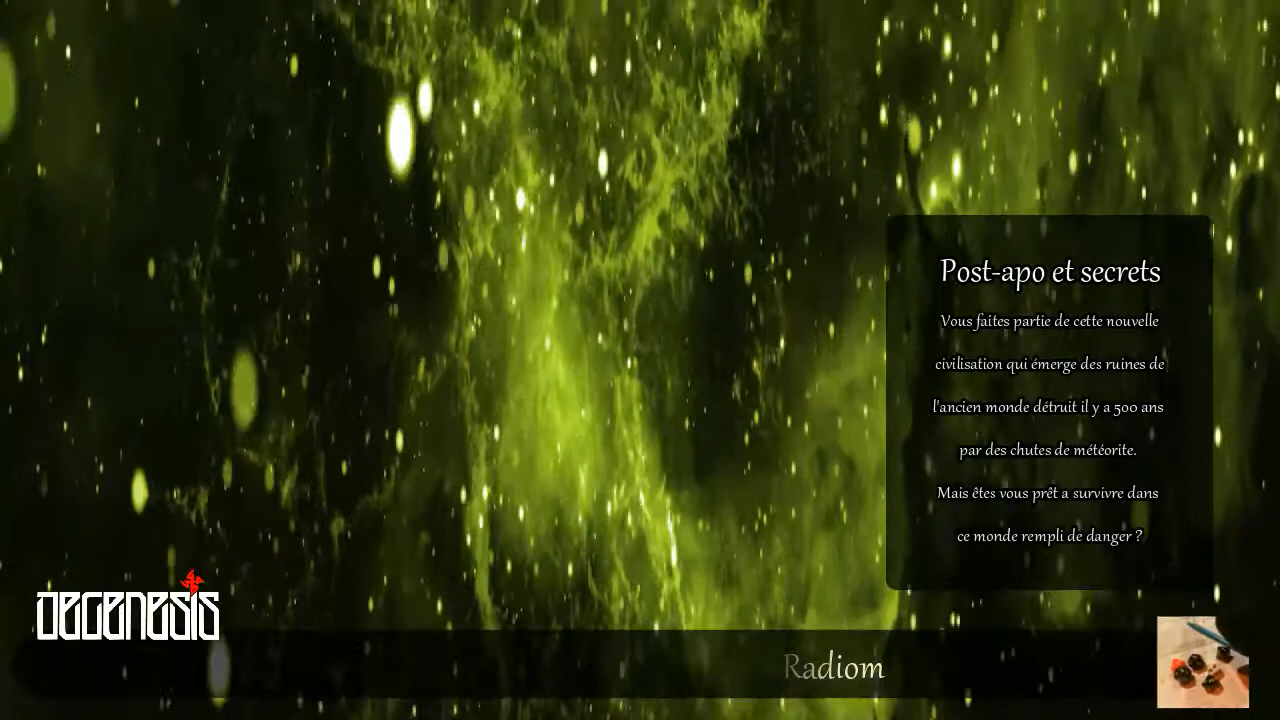 Post-apo et secrets
Vous faites partie de cette nouvelle
civilisation qui émerge des ruines de
l'ancien monde détruit il y a 500 ans
par des chutes de météorite.
Mais êtes vous prêt a survivre dans
ce monde rempli de danger ?
DEGENESIS
Radiom